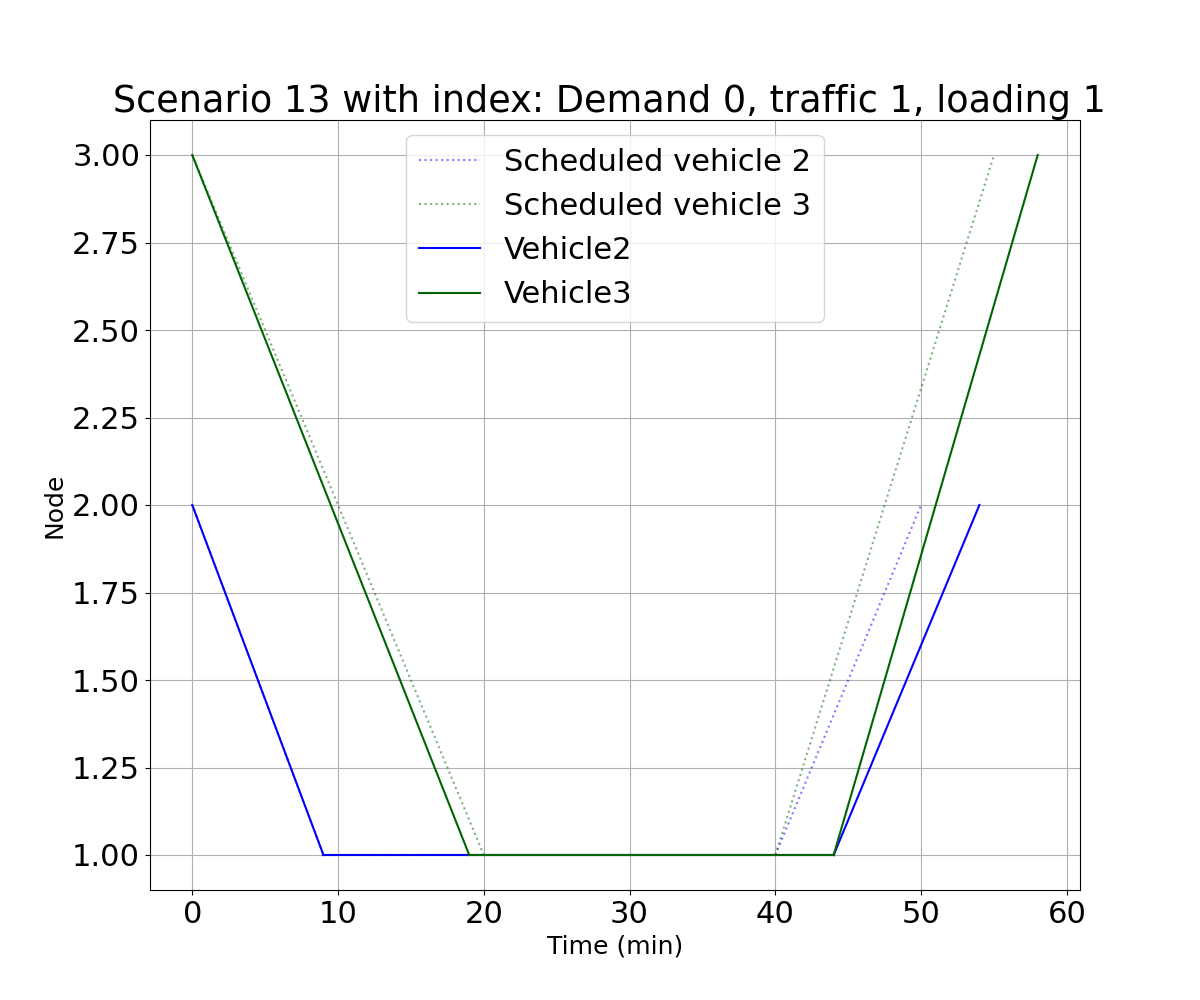 Scenario 13 with index: Demand 0, traffic 1, loading 1
3.00
2.75
2.50
2.25
2.00
1.75
1.50
1.25
1.00
Node
Scheduled vehicle 2
Scheduled vehicle 3
Vehicle2
Vehicle3
0 10 20 30 40 50 60
Time (min)